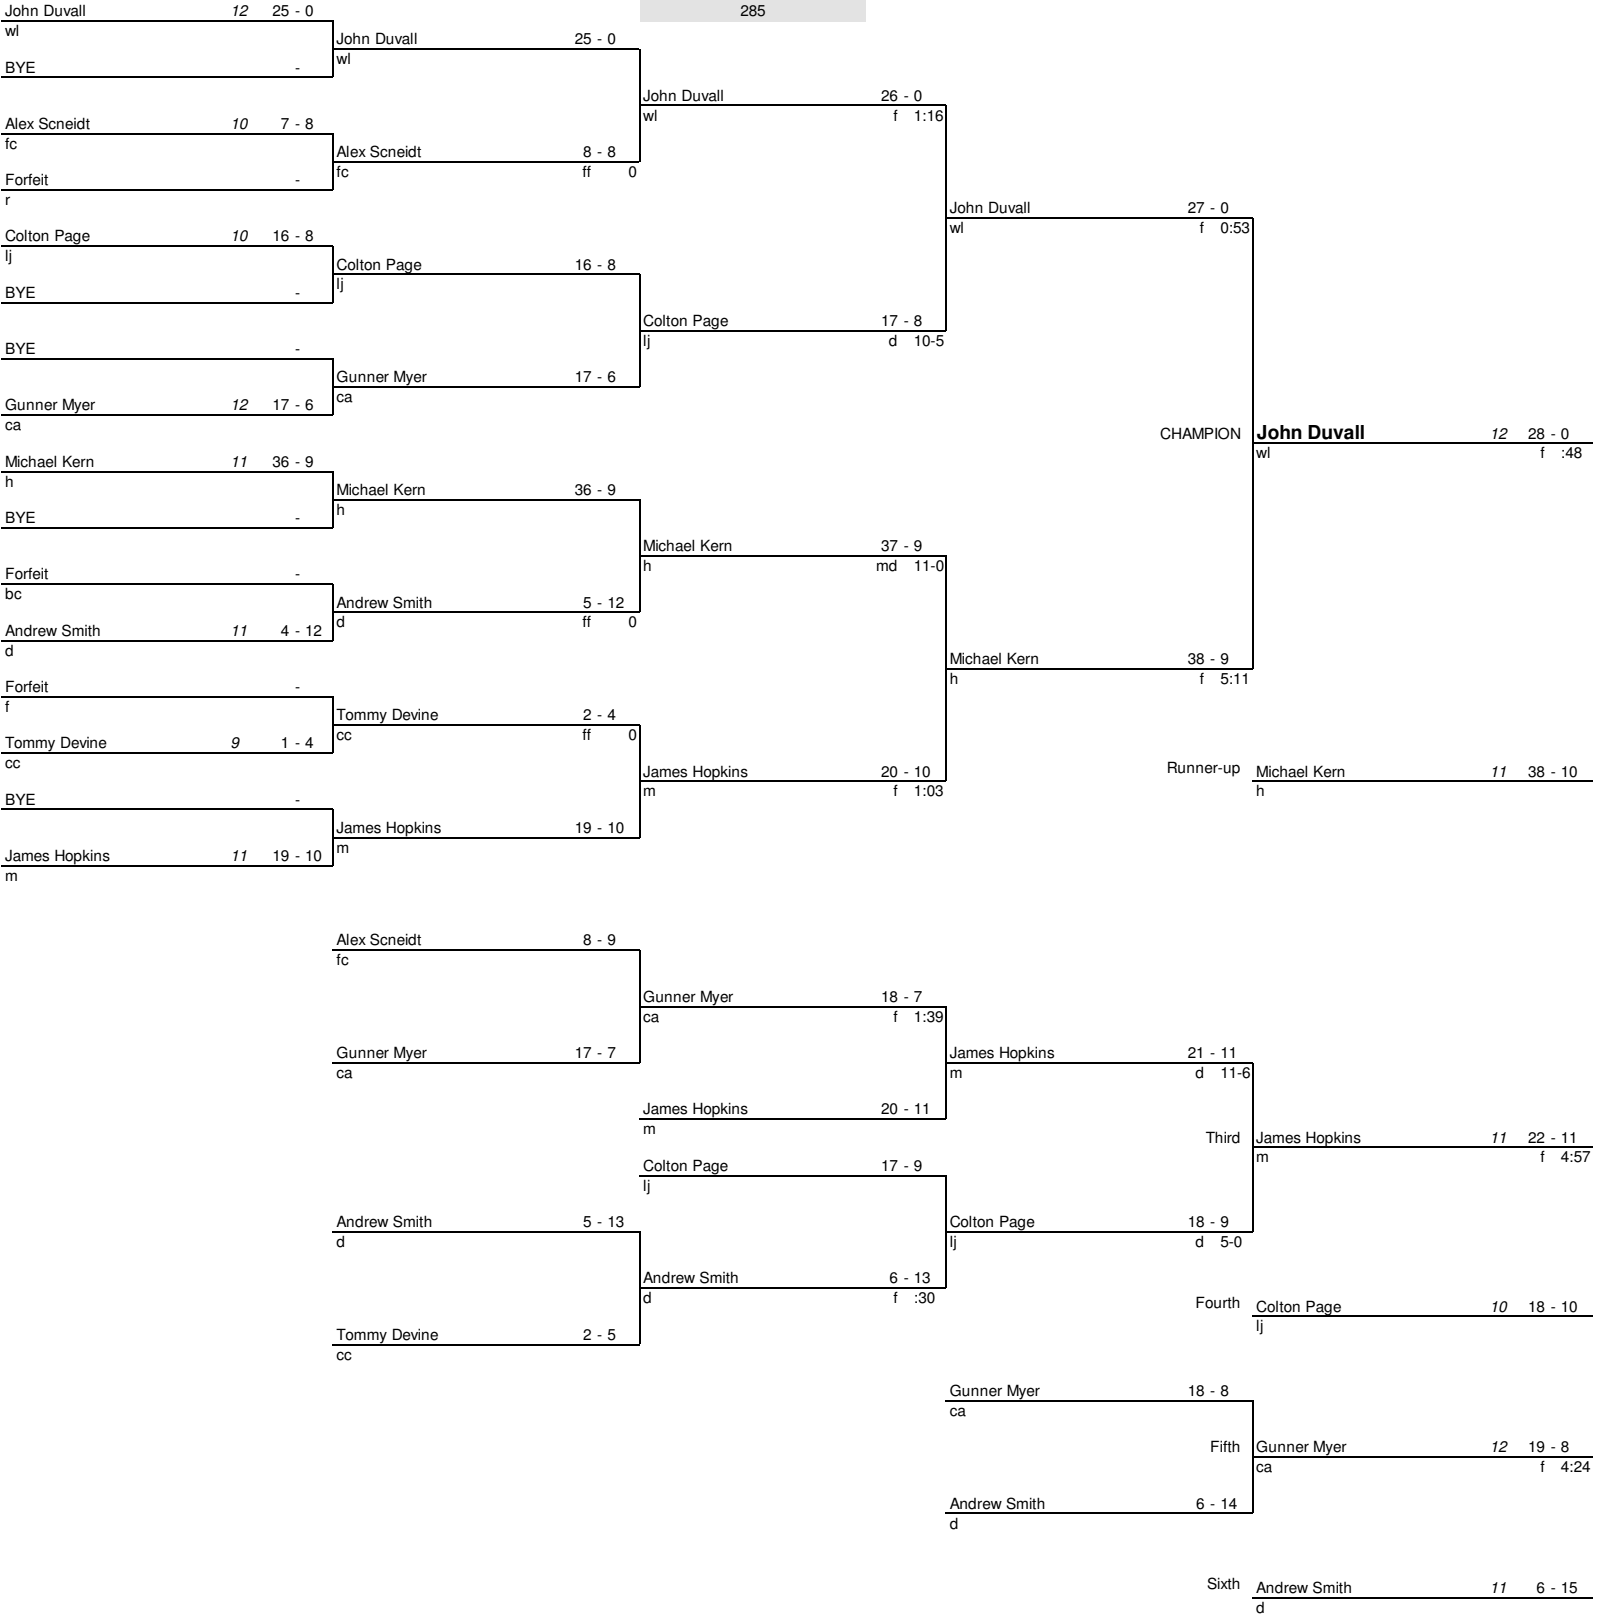 285
John Duvall 12 25 - 0
wl
BYE -
Alex Scneidt 10 7 - 8
fc
Forfeit -
r
Colton Page 10 16 - 8
lj
BYE -
BYE -
Gunner Myer 12 17 - 6
ca
Michael Kern 11 36 - 9
h
BYE -
Forfeit -
bc
Andrew Smith 11 4 - 12
d
Forfeit -
f
Tommy Devine 9 1 - 4
cc
BYE -
James Hopkins 11 19 - 10
m
John Duvall 25 - 0
wl
Alex Scneidt 8 - 8
fc ff 0
Colton Page 16 - 8
lj
Gunner Myer 17 - 6
ca
Michael Kern 36 - 9
h
Andrew Smith 5 - 12
d ff 0
Tommy Devine 2 - 4
cc ff 0
James Hopkins 19 - 10
m
John Duvall 26 - 0
wl f 1:16
Colton Page 17 - 8
lj d 10-5
Michael Kern 37 - 9
h md 11-0
James Hopkins 20 - 10
m f 1:03
John Duvall 27 - 0
wl f 0:53
Michael Kern 38 - 9
h f 5:11
CHAMPION John Duvall 12 28 - 0
wl f :48
Runner-up Michael Kern 11 38 - 10
h
Alex Scneidt 8 - 9
fc
Gunner Myer 17 - 7
ca
Andrew Smith 5 - 13
d
Tommy Devine 2 - 5
cc
Gunner Myer 18 - 7
ca f 1:39
James Hopkins 20 - 11
m
Colton Page 17 - 9
lj
Andrew Smith 6 - 13
d f :30
James Hopkins 21 - 11
m d 11-6
Colton Page 18 - 9
lj d 5-0
Third James Hopkins 11 22 - 11
m f 4:57
Fourth Colton Page 10 18 - 10
lj
Gunner Myer 18 - 8
ca
Andrew Smith 6 - 14
d
Fifth Gunner Myer 12 19 - 8
ca f 4:24
Sixth Andrew Smith 11 6 - 15
d